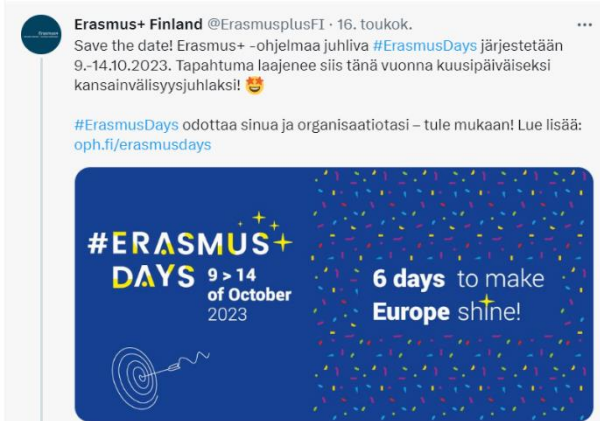 Erasmus+ Finland @ErasmusplusFI · 16. toukok.
Save the date! Erasmus+ -ohjelmaa juhliva #ErasmusDays järjestetään
9.-14.10.2023. Tapahtuma laajenee siis tänä vuonna kuusipäiväiseksi
kansainvälisyysjuhlaksi! 🤩
#ErasmusDays odottaa sinua ja organisaatiotasi – tule mukaan! Lue lisää:
oph.fi/erasmusdays
#ERASMUS+
DAYS
9 > 14
of October
2023
6 days to make
Europe shine!